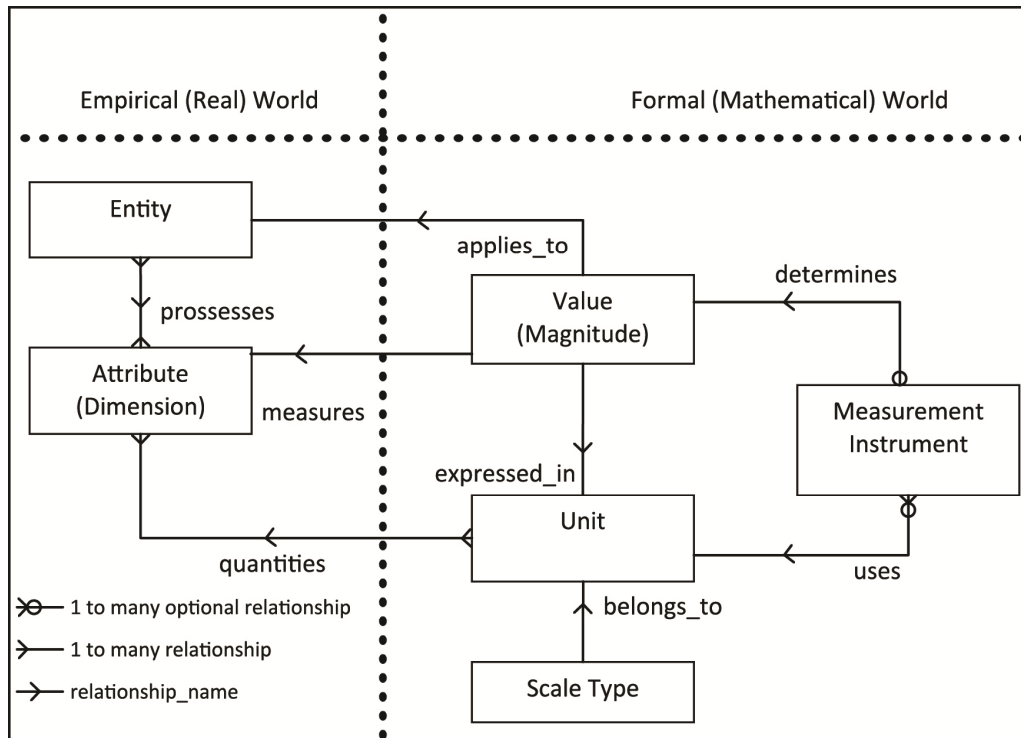 Empirical (Real) World
Formal (Mathematical) World
Entity
applies_to
prossesses
Value
(Magnitude)
determines
Attribute
(Dimension)
measures
Measurement
Instrument
expressed_in
Unit
quantities
uses
1 to many optional relationship
belongs_to
1 to many relationship
relationship_name
Scale Type